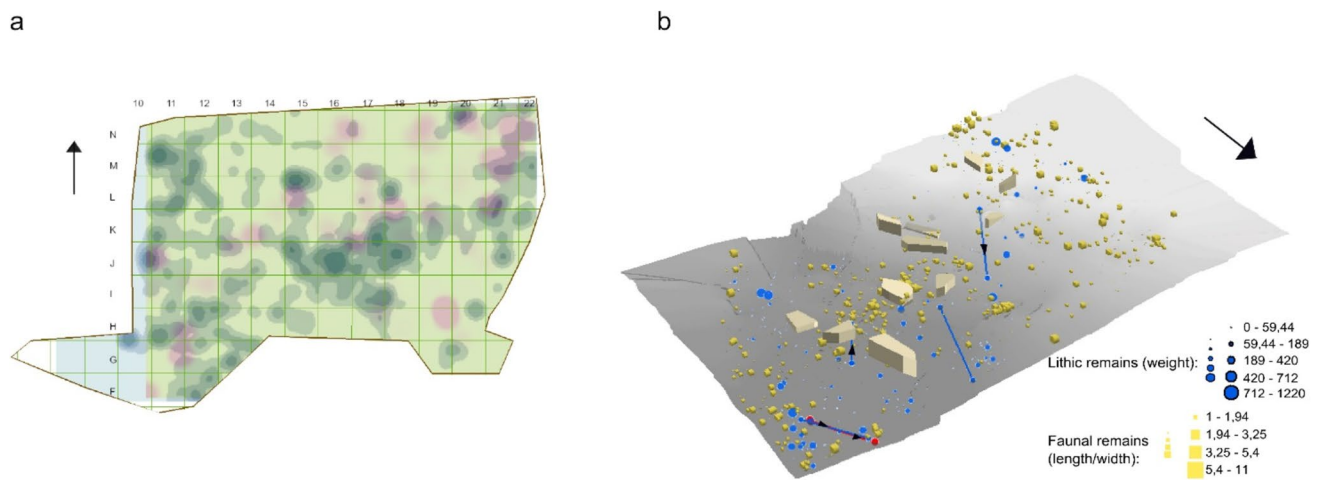 a
b
10 11 12 13 14 15 16 17 18 19 20 21 22
N
M
L
K
J
I
H
G
F
0 - 59,44
59,44 - 189
Lithic remains (weight):
189 - 420
420 - 712
712 - 1220
1 - 1,94
Faunal remains
1,94 - 3,25
(length/width):
3,25 - 5,4
5,4 - 11